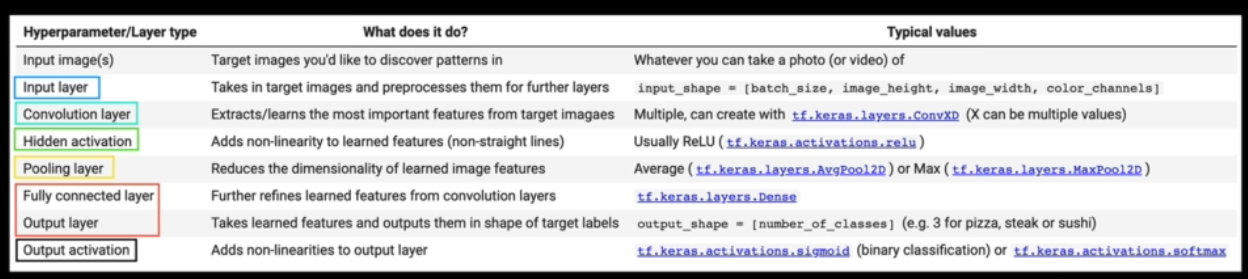 Hyperparameter/Layer type What does it do? Typical values
Input image(s) Target images you'd like to discover patterns in Whatever you can take a photo (or video) of
Input layer Takes in target images and preprocesses them for further layers input_shape = [batch_size, image_height, image_width, color_channels]
Convolution layer Extracts/learns the most important features from target imagaes Multiple, can create with tf.keras.layers.ConvXD (X can be multiple values)
Hidden activation Adds non-linearity to learned features (non-straight lines) Usually ReLU (tf.keras.activations.relu)
Pooling layer Reduces the dimensionality of learned image features Average (tf.keras.layers.AvgPool2D) or Max (tf.keras.layers.MaxPool2D)
Fully connected layer Further refines learned features from convolution layers tf.keras.layers.Dense
Output layer Takes learned features and outputs them in shape of target labels output_shape = [number_of_classes] (e.g. 3 for pizza, steak or sushi)
Output activation Adds non-linearities to output layer tf.keras.activations.sigmoid (binary classification) or tf.keras.activations.softmax